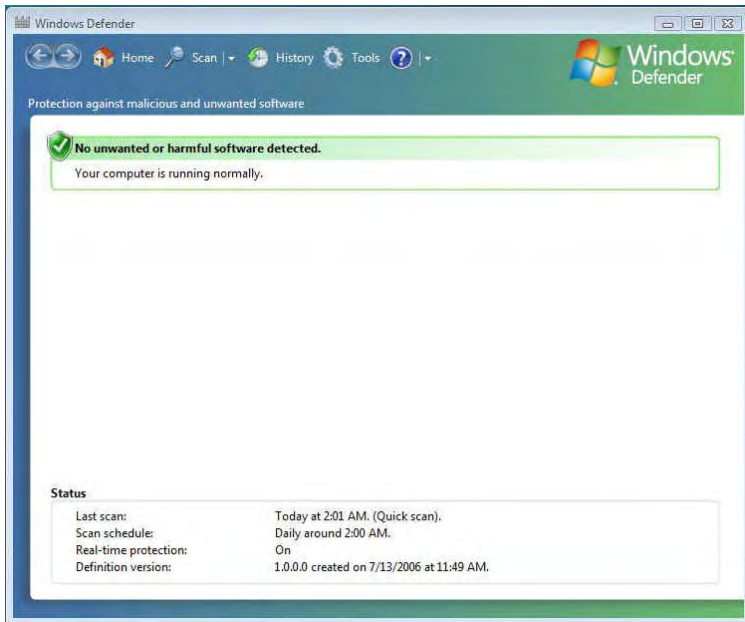 Windows Defender
Home Scan History Tools ?
Windows
Defender
Protection against malicious and unwanted software
No unwanted or harmful software detected.
Your computer is running normally.
Status
Last scan: Today at 2:01 AM. (Quick scan).
Scan schedule: Daily around 2:00 AM.
Real-time protection: On
Definition version: 1.0.0.0 created on 7/13/2006 at 11:49 AM.